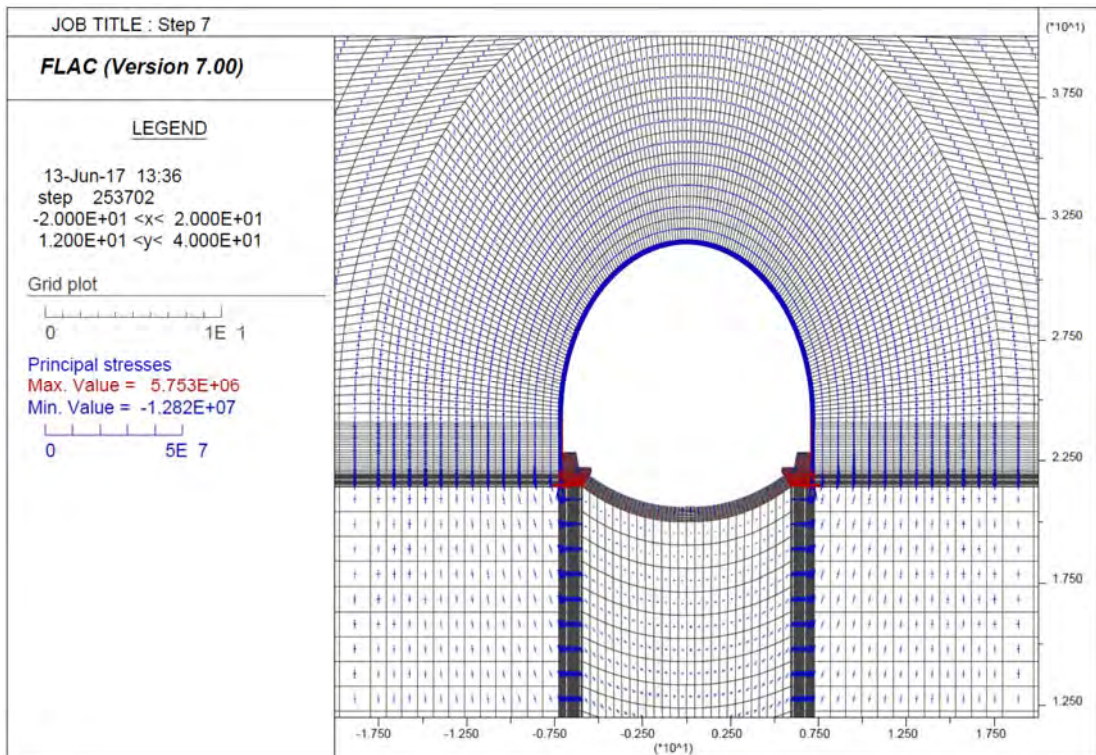 JOB TITLE : Step 7
FLAC (Version 7.00)
LEGEND
13-Jun-17 13:36
step 253702
-2.000E+01 <x< 2.000E+01
1.200E+01 <y< 4.000E+01
Grid plot
0 1E 1
Principal stresses
Max. Value = 5.753E+06
Min. Value = -1.282E+07
0 5E 7
(*10^1)
3.750
3.250
2.750
2.250
1.750
1.250
-1.750 -1.250 -0.750 -0.250 0.250 0.750 1.250 1.750
(*10^1)